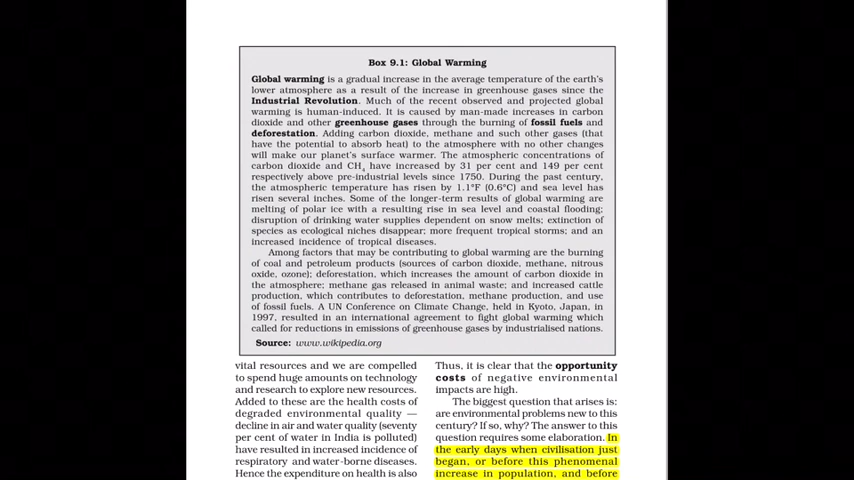 Box 9.1: Global Warming
Global warming is a gradual increase in the average temperature of the earth's
lower atmosphere as a result of the increase in greenhouse gases since the
Industrial Revolution. Much of the recent observed and projected global
warming is human-induced. It is caused by man-made increases in carbon
dioxide and other greenhouse gases through the burning of fossil fuels and
deforestation. Adding carbon dioxide, methane and such other gases (that
have the potential to absorb heat) to the atmosphere with no other changes
will make our planet's surface warmer. The atmospheric concentrations of
carbon dioxide and CH4 have increased by 31 per cent and 149 per cent
respectively above pre-industrial levels since 1750. During the past century,
the atmospheric temperature has risen by 1.1°F (0.6°C) and sea level has
risen several inches. Some of the longer-term results of global warming are
melting of polar ice with a resulting rise in sea level and coastal flooding;
disruption of drinking water supplies dependent on snow melts; extinction of
species as ecological niches disappear; more frequent tropical storms; and an
increased incidence of tropical diseases.
Among factors that may be contributing to global warming are the burning
of coal and petroleum products (sources of carbon dioxide, methane, nitrous
oxide, ozone); deforestation, which increases the amount of carbon dioxide in
the atmosphere; methane gas released in animal waste; and increased cattle
production, which contributes to deforestation, methane production, and use
of fossil fuels. A UN Conference on Climate Change, held in Kyoto, Japan, in
1997, resulted in an international agreement to fight global warming which
called for reductions in emissions of greenhouse gases by industrialised nations.
Source: www.wikipedia.org
vital resources and we are compelled
to spend huge amounts on technology
and research to explore new resources.
Added to these are the health costs of
degraded environmental quality —
decline in air and water quality (seventy
per cent of water in India is polluted)
have resulted in increased incidence of
respiratory and water-borne diseases.
Hence the expenditure on health is also
Thus, it is clear that the opportunity
costs of negative environmental
impacts are high.
The biggest question that arises is:
are environmental problems new to this
century? If so, why? The answer to this
question requires some elaboration. In
the early days when civilisation just
began, or before this phenomenal
increase in population, and before